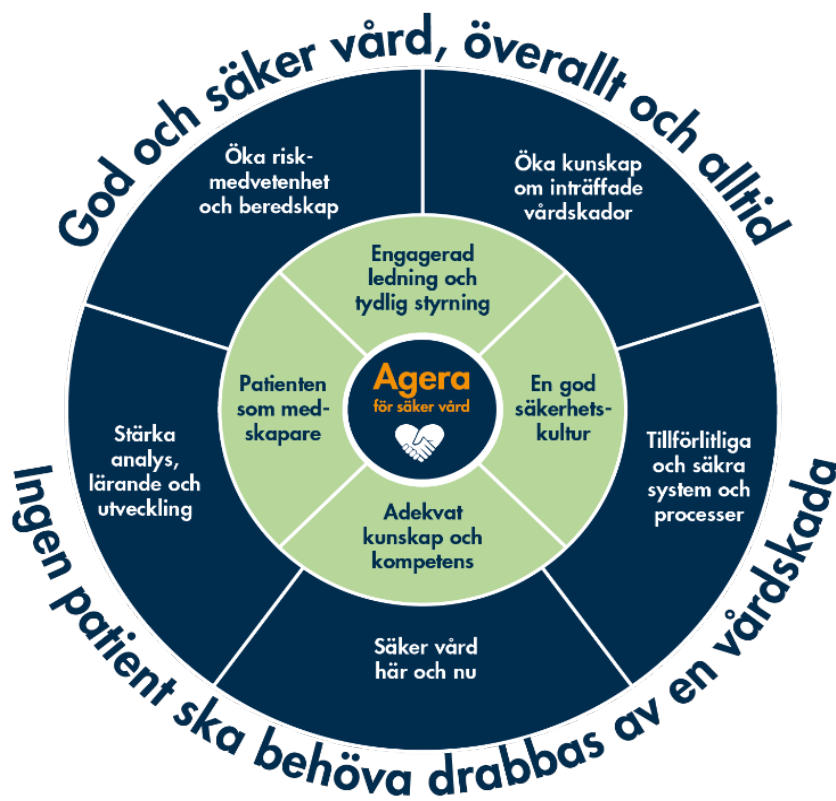 God och säker vård, överallt och alltid
Öka risk-
medvetenhet
och beredskap
Öka kunskap
om inträffade
vårdskador
Engagerad
ledning och
tydlig styrning
Patienten
som med-
skapare
Agera
för säker vård
En god
säkerhets-
kultur
Stärka
analys,
lärande och
utveckling
Tillförlitliga
och säkra
system och
processer
Adekvat
kunskap och
kompetens
Säker vård
här och nu
Ingen patient ska behöva drabbas av en vårdskada